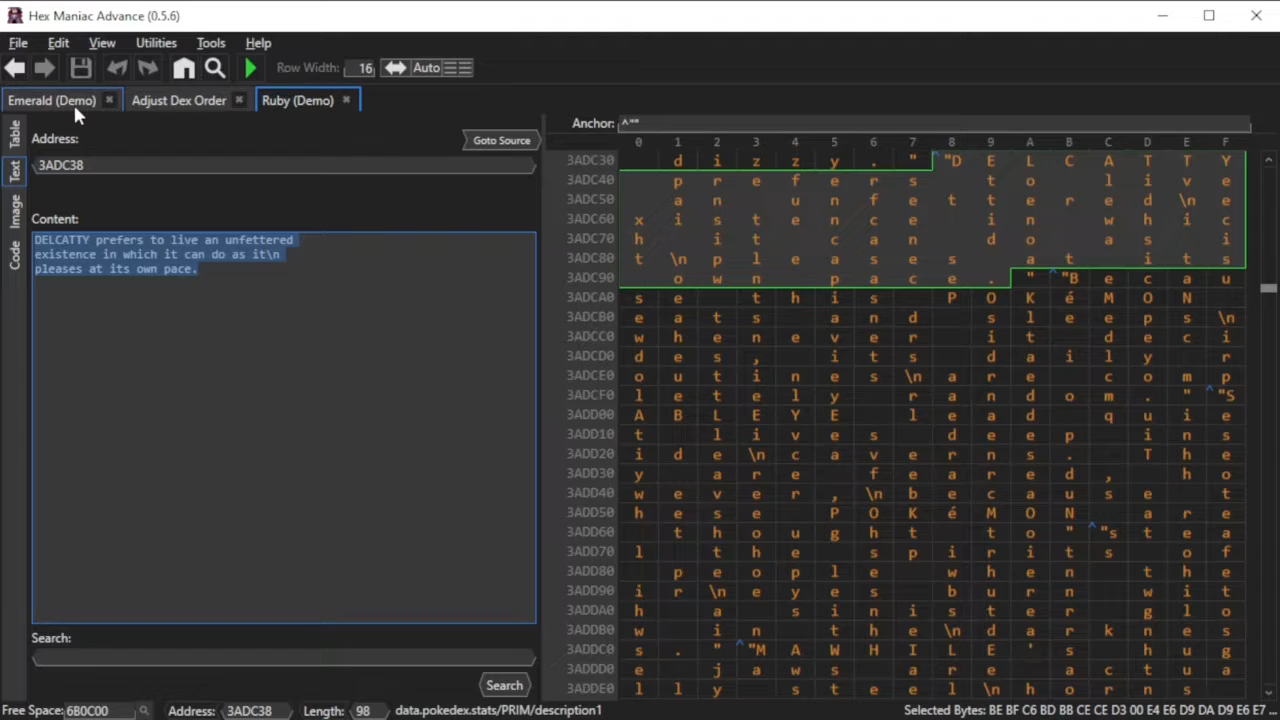 Hex Maniac Advance (0.5.6)
File Edit View Utilities Tools Help
Row Width: 16 Auto
Emerald (Demo) Adjust Dex Order Ruby (Demo)
Table
Text
Image
Code
Address:
Goto Source
3ADC38
Content:
DELCATTY prefers to live an unfettered
existence in which it can do as it\n
pleases at its own pace.
Search:
Search
Anchor: ^""
0 1 2 3 4 5 6 7 8 9 A B C D E F
3ADC30 d i z z y . " ^ "D E L C A T T Y
3ADC40 p r e f e r s t o l i v e
3ADC50 a n u n f e t t e r e d \n e
3ADC60 x i s t e n c e i n w h i c
3ADC70 h i t c a n d o a s i
3ADC80 t \n p l e a s e s a t i t s
3ADC90 o w n p a c e . " ^ "B e c a u
3ADCA0 s e t h i s P O K é M O N
3ADCB0 e a t s a n d s l e e p s \n
3ADCC0 w h e n e v e r i t d e c i
3ADCD0 d e s , i t s d a i l y r
3ADCE0 o u t i n e s \n a r e c o m p
3ADCF0 l e t e l y r a n d o m . " ^ "S
3ADD00 A B L E Y E l e a d q u i e
3ADD10 t l i v e s d e e p i n s
3ADD20 i d e \n c a v e r n s . T h e
3ADD30 y a r e f e a r e d , h o
3ADD40 w e v e r , \n b e c a u s e t
3ADD50 h e s e P O K é M O N a r e
3ADD60 t h o u g h t t o " ^ "s t e a
3ADD70 l t h e s p i r i t s o f
3ADD80 p e o p l e w h e n t h e
3ADD90 i r \n e y e s b u r n w i t
3ADDA0 h a s i n i s t e r g l o
3ADDB0 w i n t h e \n d a r k n e s
3ADDC0 s . " ^ "M A W H I L E ' s h u g
3ADDD0 e j a w s a r e a c t u a
3ADDE0 l l y s t e e l \n h o r n s
Free Space: 6B0C00 Address: 3ADC38 Length: 98 data.pokedex.stats/PRIM/description1 Selected Bytes: BE BF C6 BD BB CE CE D3 00 E4 E6 D9 DA D9 E6 E7 ...